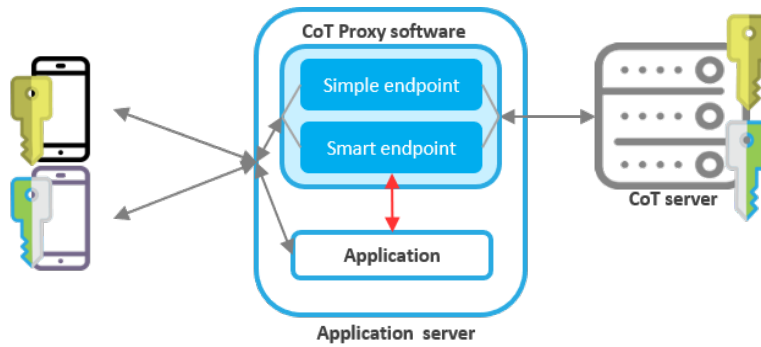 CoT Proxy software
Simple endpoint
Smart endpoint
CoT server
Application
Application server